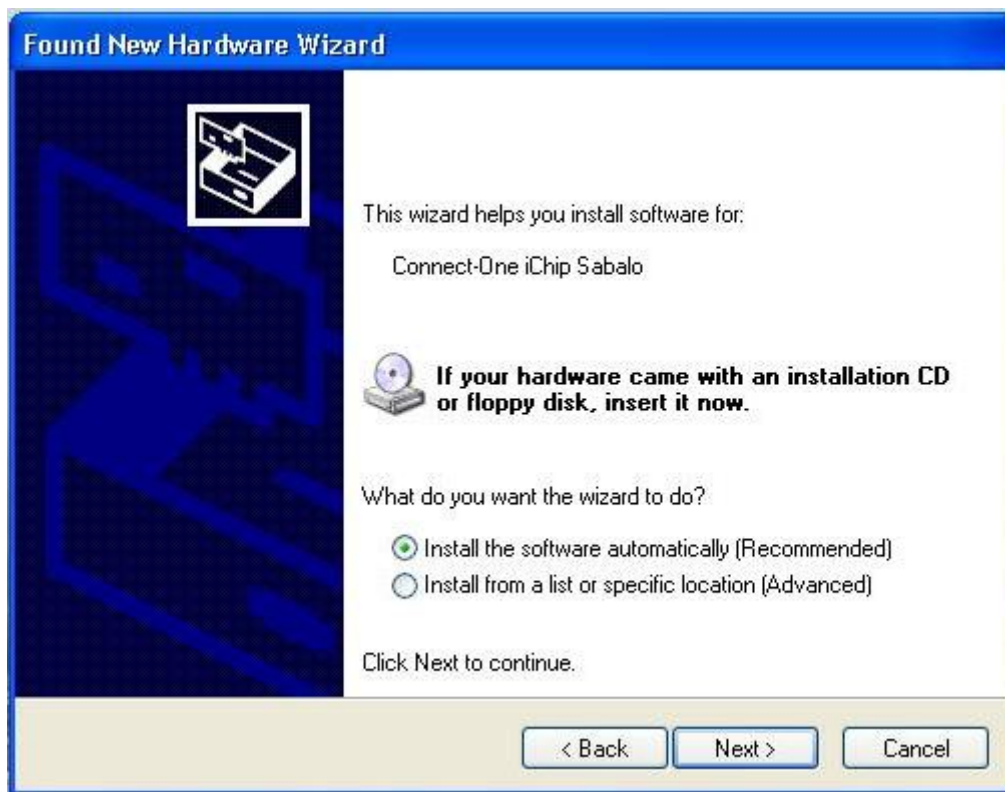 Found New Hardware Wizard
This wizard helps you install software for:
Connect-One iChip Sabalo
If your hardware came with an installation CD
or floppy disk, insert it now.
What do you want the wizard to do?
Install the software automatically (Recommended)
Install from a list or specific location (Advanced)
Click Next to continue.
< Back
Next >
Cancel